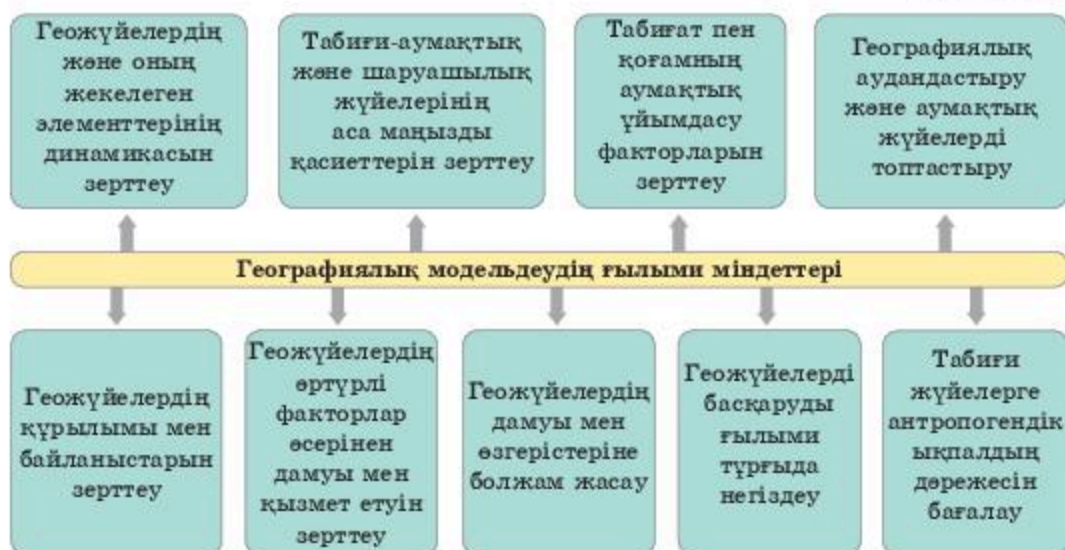 Геожүйелердің
және оның
жекелеген
элементтерінің
динамикасын
зерттеу
Табиғи-аумақтық
және шаруашылық
жүйелерінің
аса маңызды
қасиеттерін зерттеу
Табиғат пен
қоғамның
аумақтық
ұйымдасу
факторларын
зерттеу
Географиялық
аудандастыру
және аумақтық
жүйелерді
топтастыру
Географиялық модельдеудің ғылыми міндеттері
Геожүйелердің
құрылымы мен
байланыстарын
зерттеу
Геожүйелердің
әртүрлі
факторлар
әсерінен
дамуы мен
қызмет етуін
зерттеу
Геожүйелердің
дамуы мен
өзгерістеріне
болжам жасау
Геожүйелерді
басқаруды
ғылыми
тұрғыда
негіздеу
Табиғи
жүйелерге
антропогендік
ықпалдың
дәрежесін
бағалау